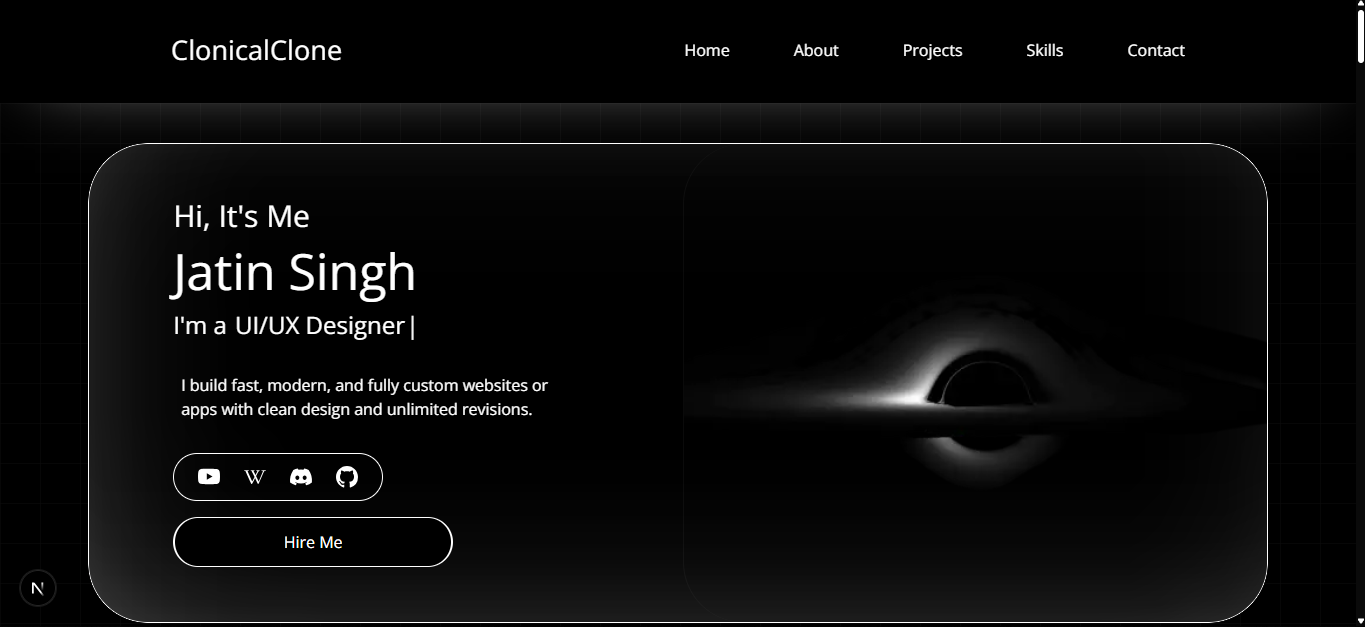 ClonicalClone
Home About Projects Skills Contact
Hi, It's Me
Jatin Singh
I'm a UI/UX Designer|
I build fast, modern, and fully custom websites or
apps with clean design and unlimited revisions.
W
Hire Me
N